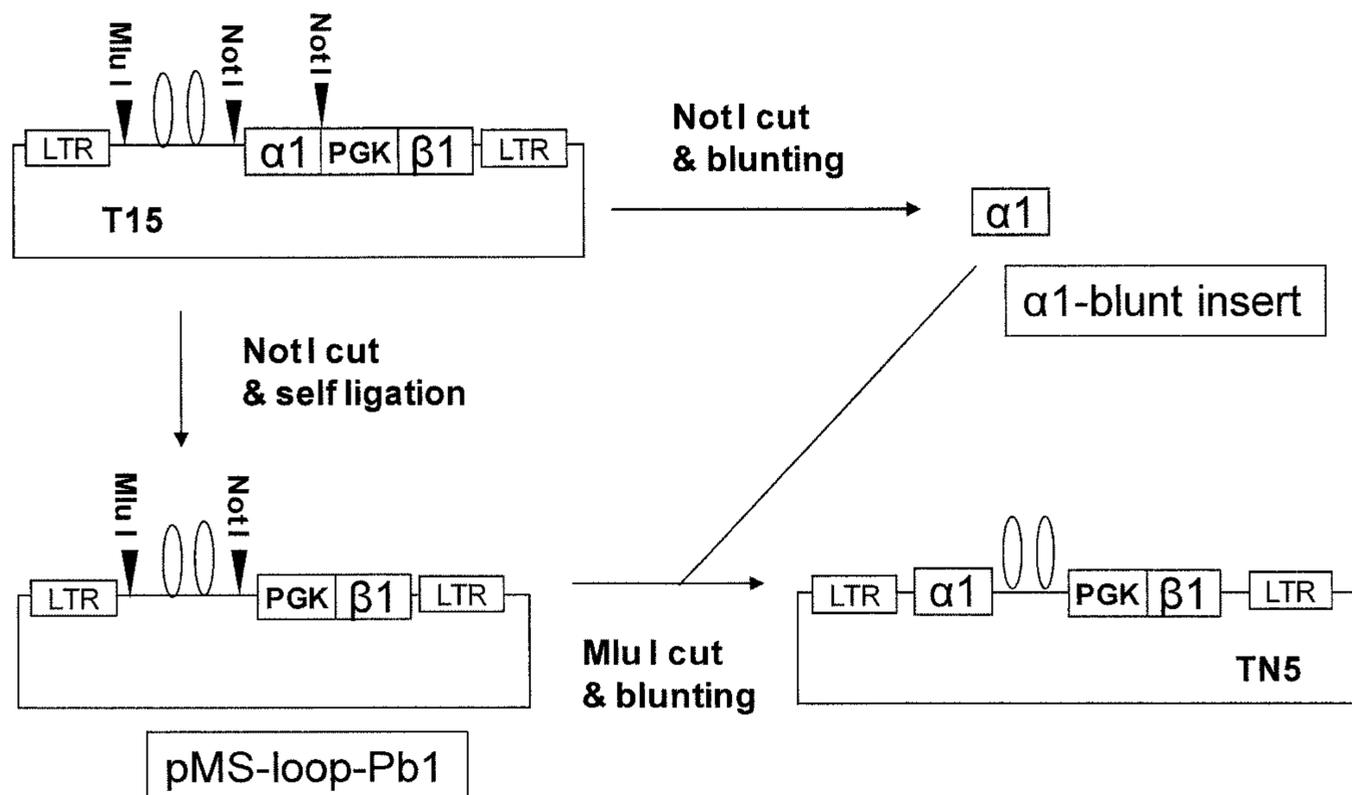 Mlu I
Not I
Not I
LTR
α1
PGK
β1
LTR
T15
Not I cut
& blunting
α1
α1-blunt insert
Not I cut
& self ligation
Mlu I
Not I
LTR
PGK
β1
LTR
pMS-loop-Pb1
Mlu I cut
& blunting
LTR
α1
PGK
β1
LTR
TN5